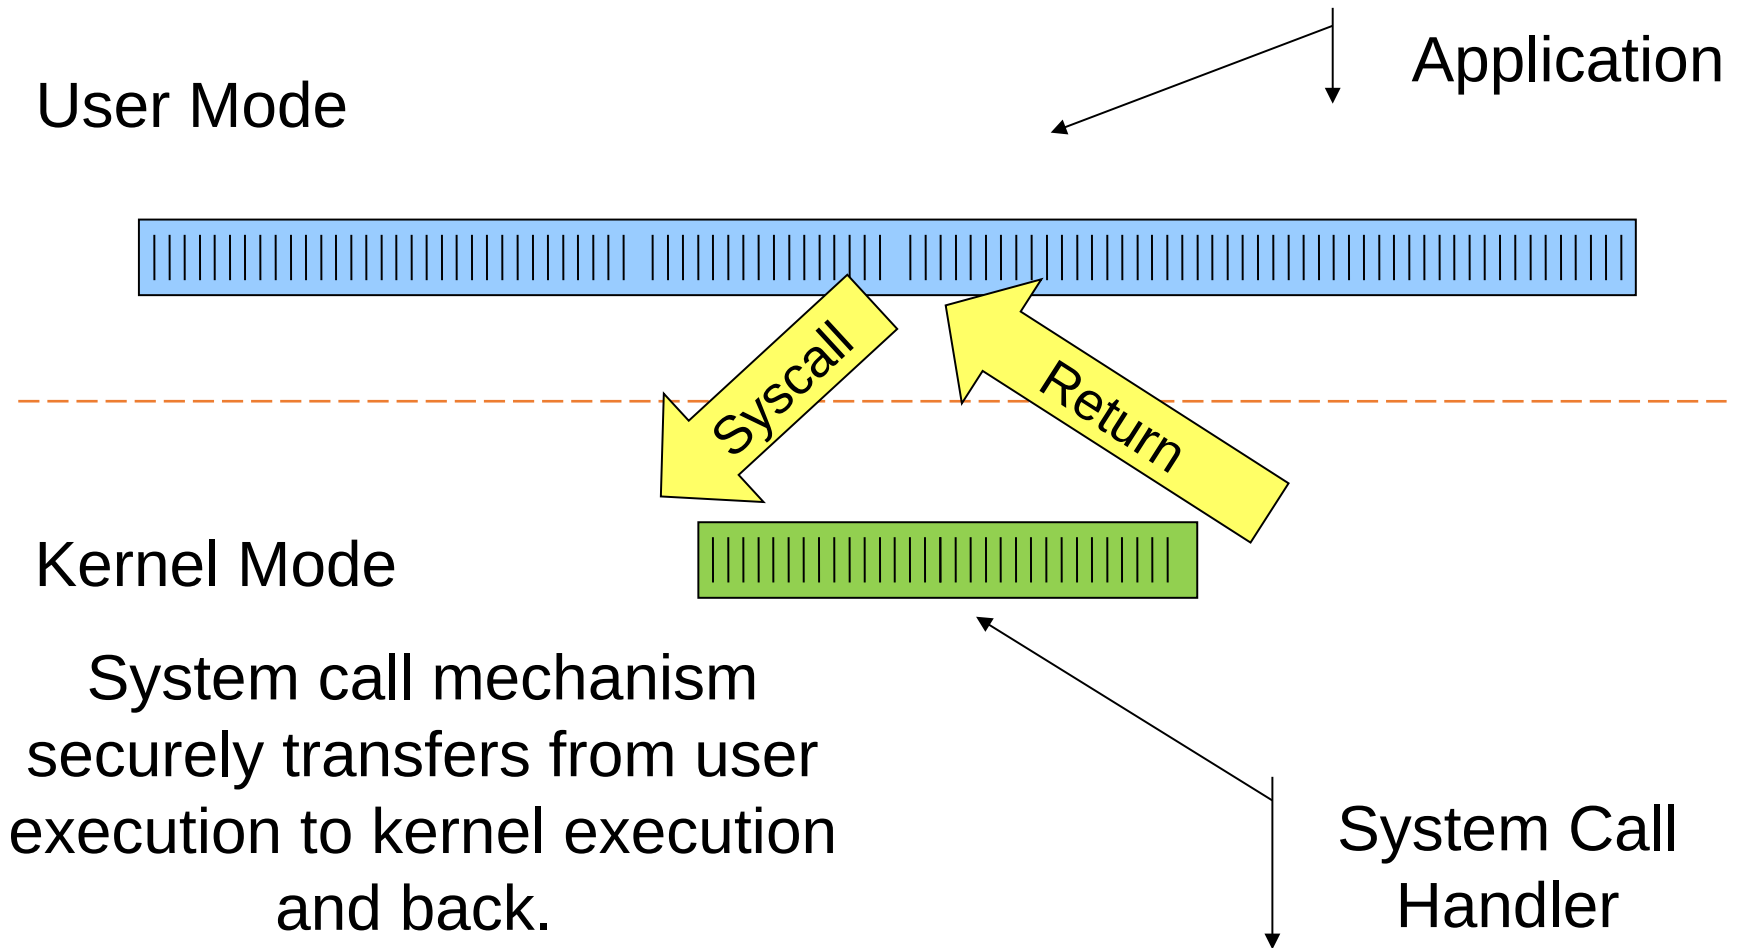 Application
User Mode
Syscall
Return
Kernel Mode
System call mechanism
securely transfers from user
execution to kernel execution
and back.
System Call
Handler